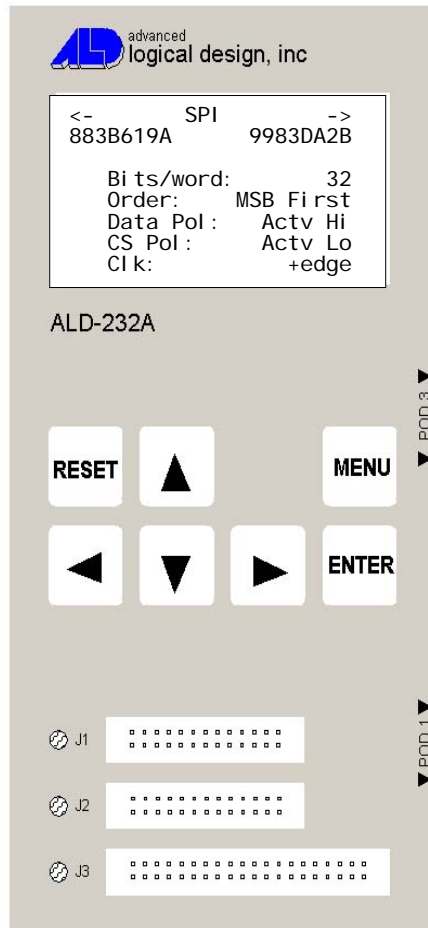 ALD advanced
logical design, inc
<- SPI ->
883B619A 9983DA2B
Bits/word: 32
Order: MSB First
Data Pol: Actv Hi
CS Pol: Actv Lo
Clk: +edge
ALD-232A
POD 3
RESET
MENU
ENTER
POD 1
J1
J2
J3